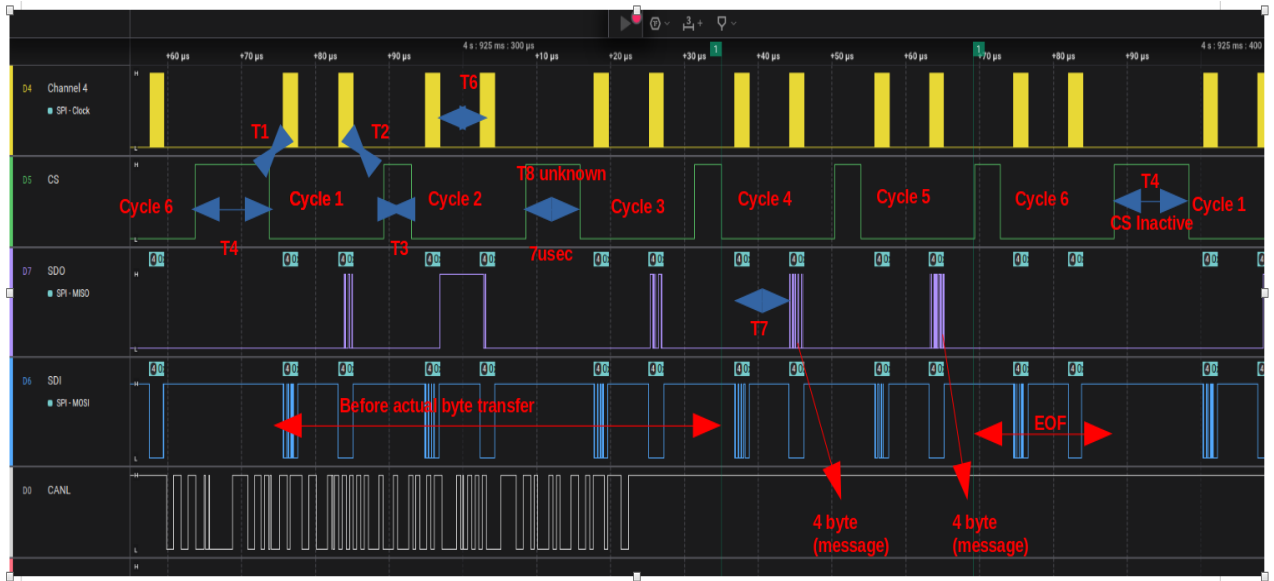 3 +
4 s : 925 ms : 300 µs
4 s : 925 ms : 400
+60 µs +70 µs +80 µs +90 µs +10 µs +20 µs +30 µs 1 +40 µs +50 µs +60 µs 1 +70 µs +80 µs +90 µs
D4 Channel 4
SPI - Clock
H
L
T6
T1
T2
D5 CS
H
L
T8 unknown
T4
Cycle 6
Cycle 1
Cycle 2
Cycle 3
Cycle 4
Cycle 5
Cycle 6
CS Inactive
Cycle 1
T4
T3
7usec
D7 SDO
SPI - MISO
H
L
T7
D6 SDI
SPI - MOSI
H
L
Before actual byte transfer
EOF
D0 CANL
H
L
4 byte
(message)
4 byte
(message)
H